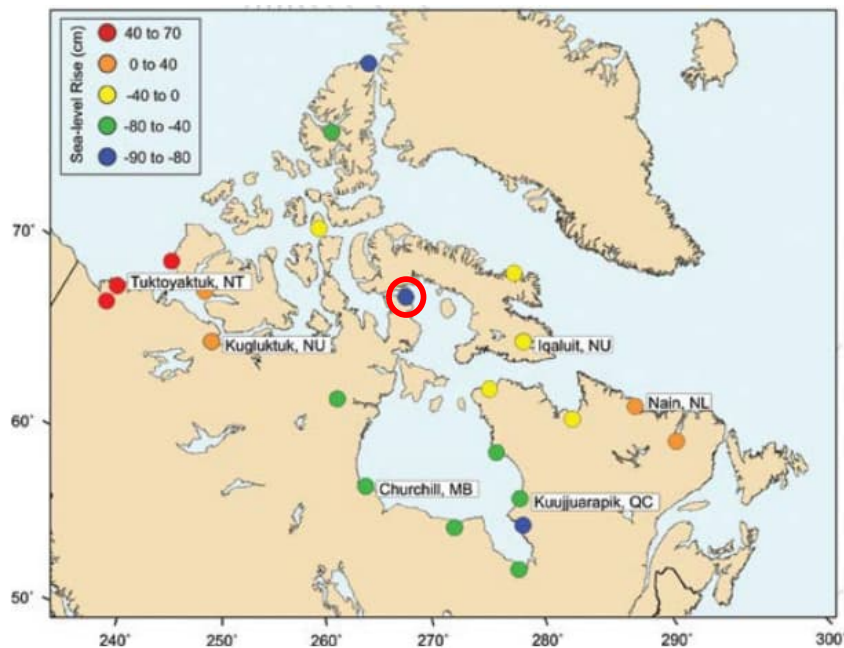 Sea-level Rise (cm)
40 to 70
0 to 40
-40 to 0
-80 to -40
-90 to -80
70˚
Tuktoyaktuk, NT
Kugluktuk, NU
Iqaluit, NU
60˚
Nain, NL
Churchill, MB
Kuujjuarapik, QC
50˚
240˚ 250˚ 260˚ 270˚ 280˚ 290˚ 300˚